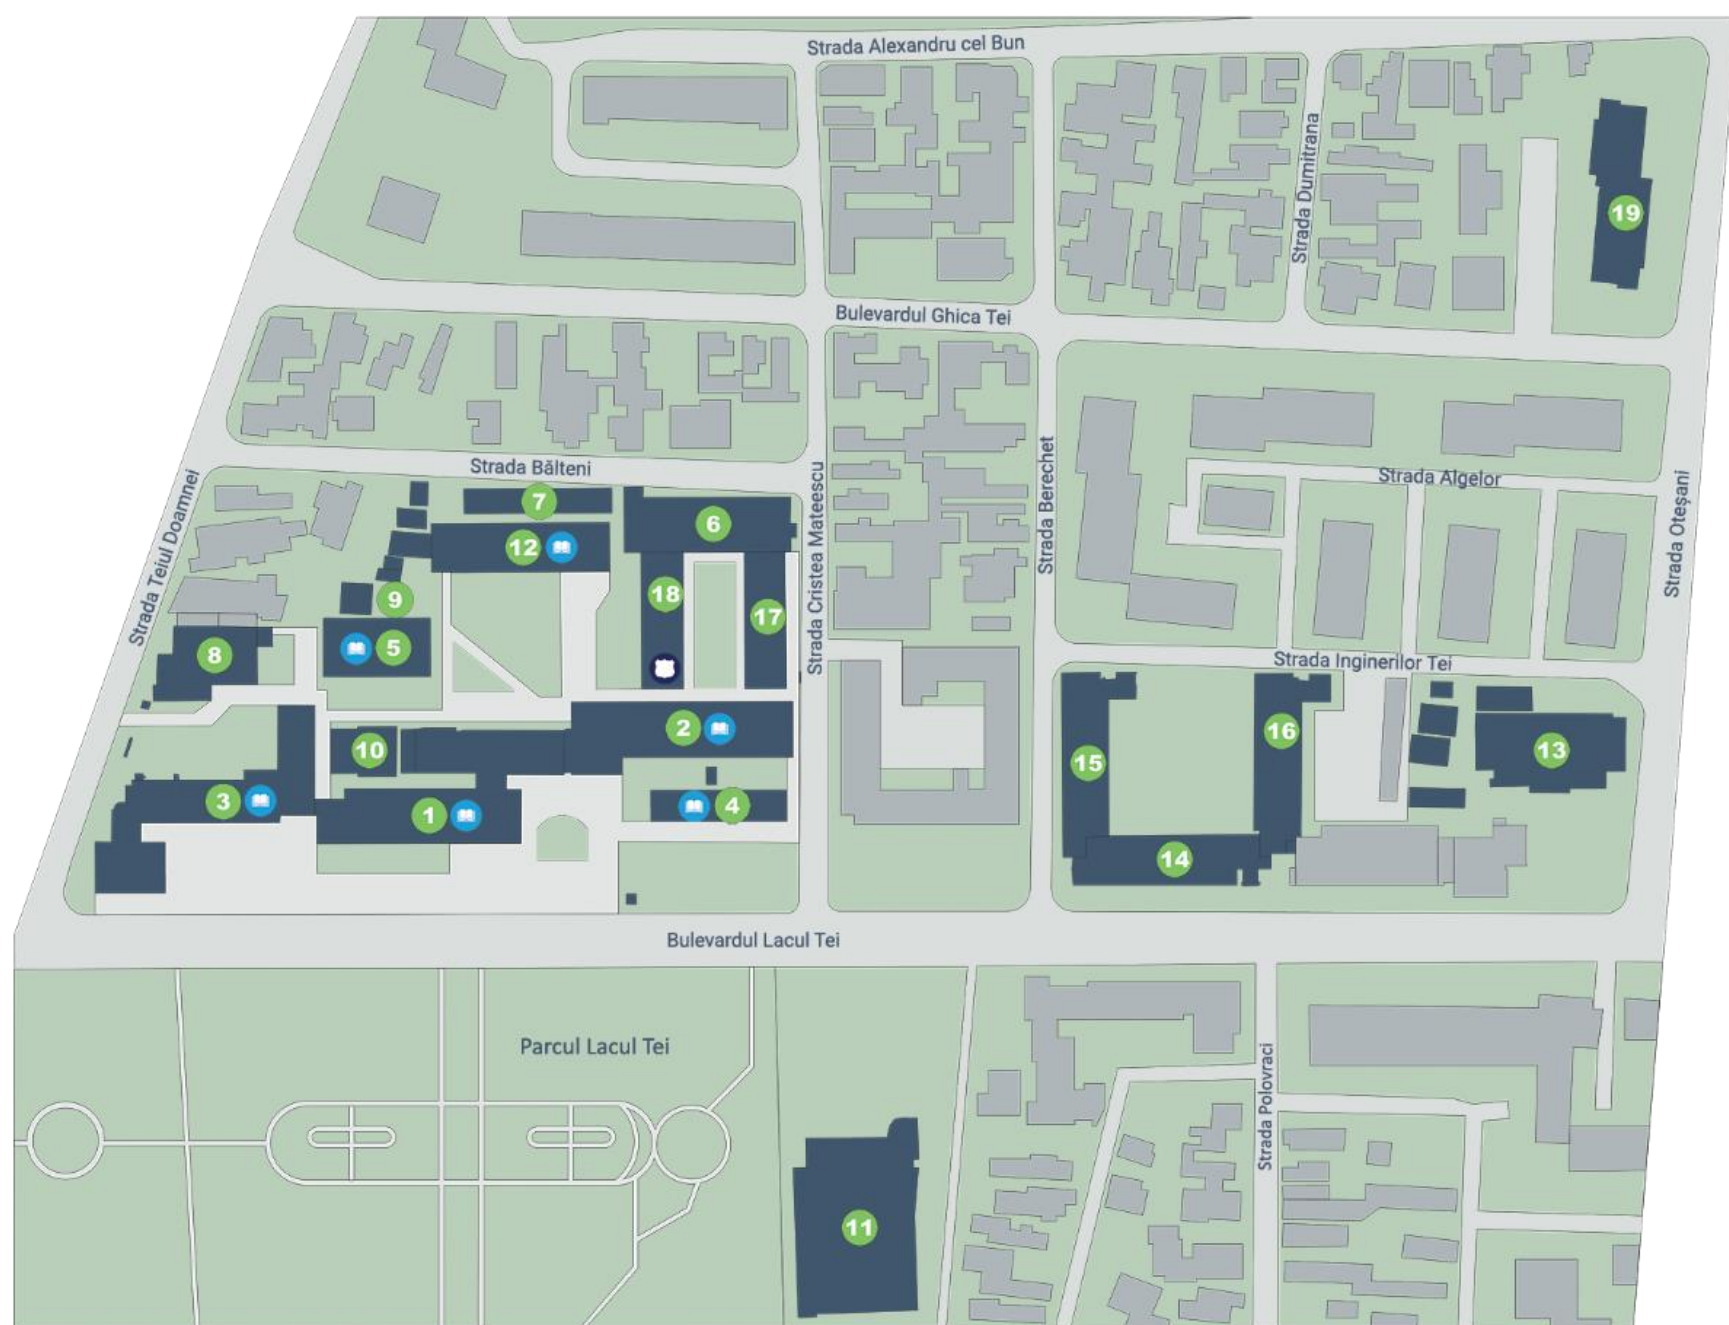 Strada Alexandru cel Bun
Strada Dumitrana
19
Bulevardul Ghica Tei
Strada Bălteni
Strada Teiul Doamnei
Strada Cristea Mateescu
Strada Berechet
Strada Algelor
Strada Oteșani
7
6
12
18
9
17
5
8
Strada Inginerilor Tei
2
10
16
13
15
3
4
1
14
Bulevardul Lacul Tei
Parcul Lacul Tei
Strada Polovraci
11